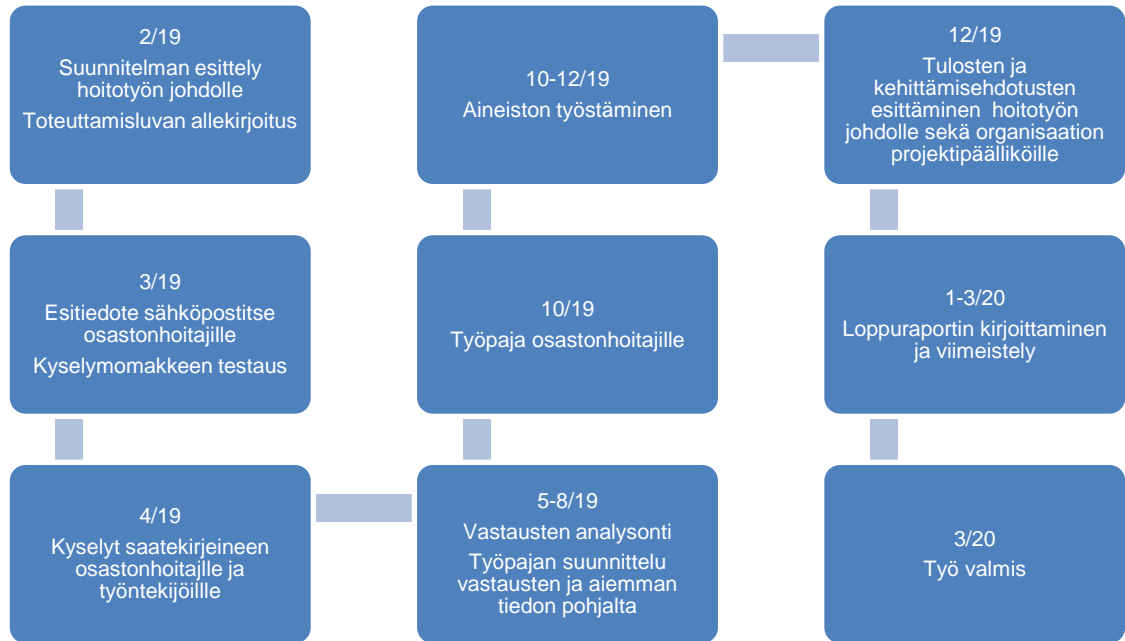 2/19
Suunnitelman esittely
hoitotyön johdolle
Toteuttamisluvan allekirjoitus
3/19
Esitiedote sähköpostitse
osastonhoitajille
Kyselymomakkeen testaus
4/19
Kyselyt saatekirjeineen
osastonhoitajlle ja
työntekijöillle
5-8/19
Vastausten analysonti
Työpajan suunnittelu
vastausten ja aiemman
tiedon pohjalta
10/19
Työpaja osastonhoitajille
10-12/19
Aineiston työstäminen
12/19
Tulosten ja
kehittämisehdotusten
esittäminen hoitotyön
johdolle sekä organisaation
projektipäälliköille
1-3/20
Loppuraportin kirjoittaminen
ja viimeistely
3/20
Työ valmis